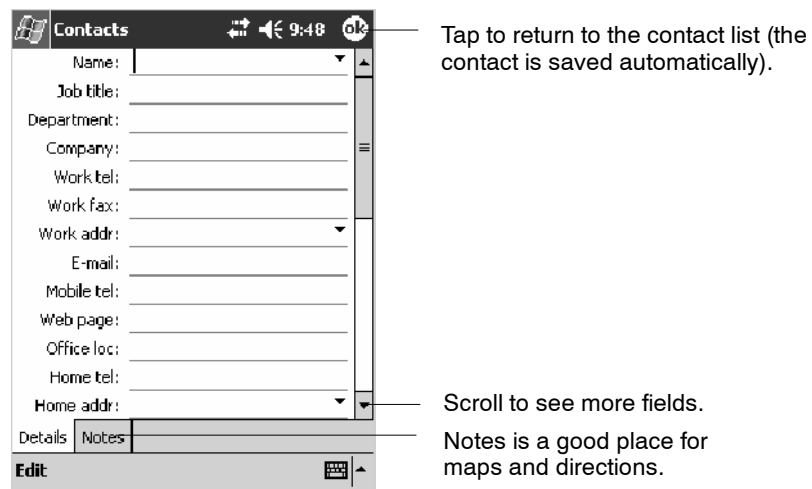 Contacts 9:48 ok
Name:
Job title:
Department:
Company:
Work tel:
Work fax:
Work addr:
E-mail:
Mobile tel:
Web page:
Office loc:
Home tel:
Home addr:
Details Notes
Edit
Tap to return to the contact list (the
contact is saved automatically).
Scroll to see more fields.
Notes is a good place for
maps and directions.